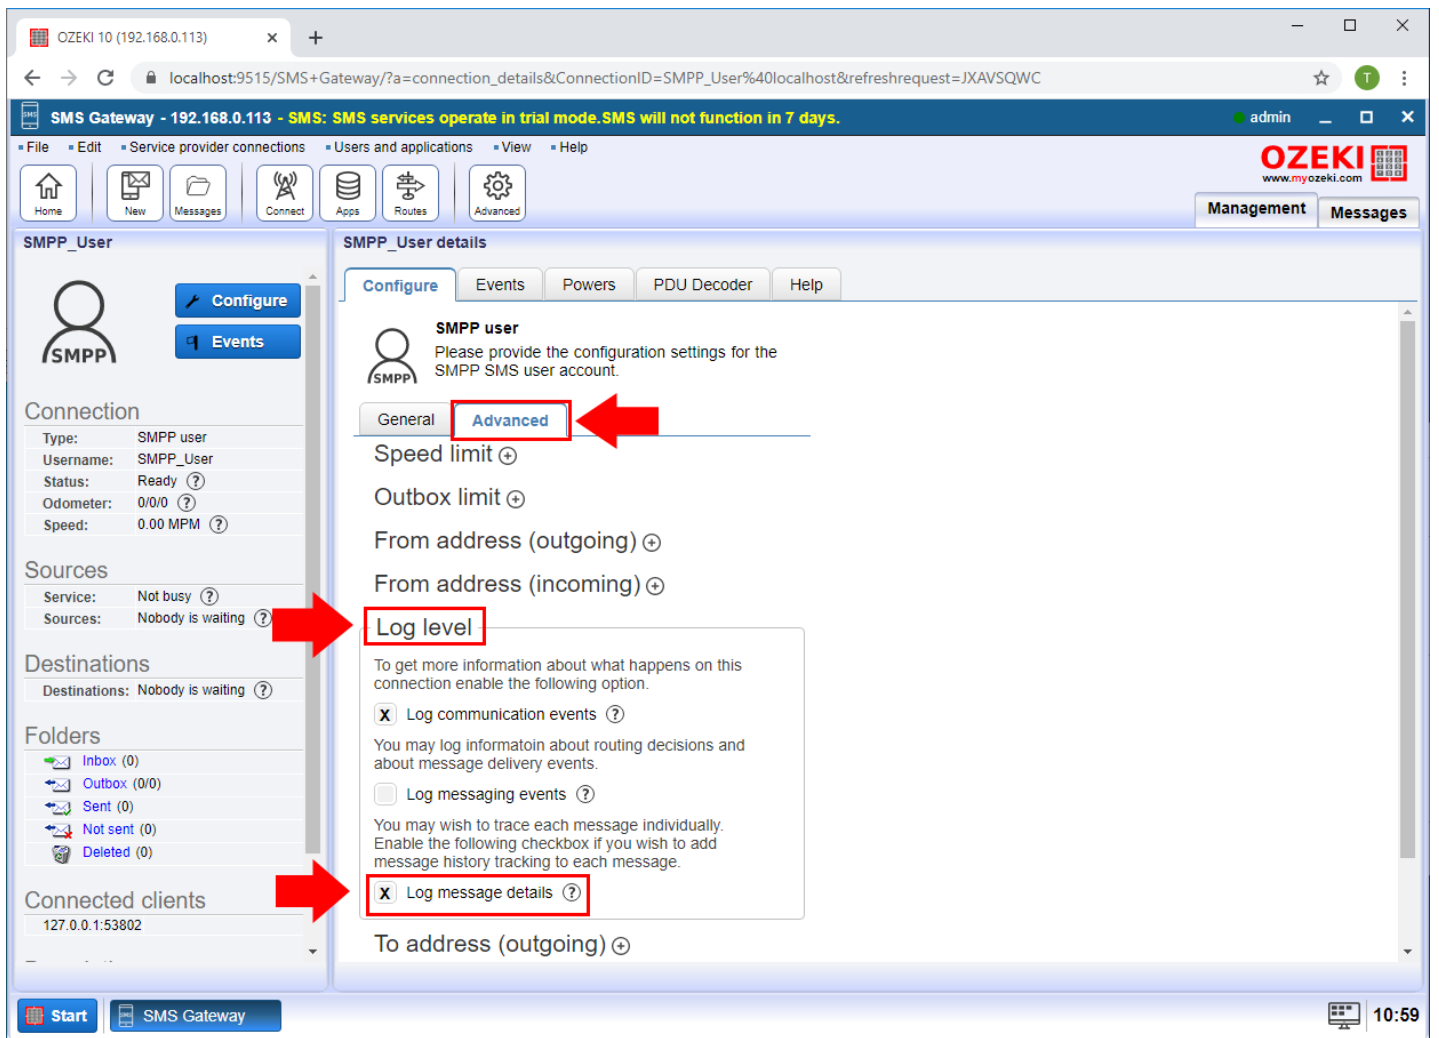 OZEKI 10 (192.168.0.113)
localhost:9515/SMS+Gateway/?a=connection_details&ConnectionID=SMPP_User%40localhost&refreshrequest=JXAVSQWC
T
SMS
SMS Gateway - 192.168.0.113 - SMS: SMS services operate in trial mode.SMS will not function in 7 days.
admin
File Edit Service provider connections Users and applications View Help
OZEKI
www.myozeki.com
Home New Messages Connect Apps Routes Advanced
Management Messages
SMPP_User
SMPP
Configure
Events
Connection
Type: SMPP user
Username: SMPP_User
Status: Ready ?
Odometer: 0/0/0 ?
Speed: 0.00 MPM ?
Sources
Service: Not busy ?
Sources: Nobody is waiting ?
Destinations
Destinations: Nobody is waiting ?
Folders
Inbox (0)
Outbox (0/0)
Sent (0)
Not sent (0)
Deleted (0)
Connected clients
127.0.0.1:53802
SMPP_User details
Configure Events Powers PDU Decoder Help
SMPP
SMPP user
Please provide the configuration settings for the
SMPP SMS user account.
General Advanced
Speed limit
Outbox limit
From address (outgoing)
From address (incoming)
Log level
To get more information about what happens on this
connection enable the following option.
X Log communication events ?
You may log informatoin about routing decisions and
about message delivery events.
Log messaging events ?
You may wish to trace each message individually.
Enable the following checkbox if you wish to add
message history tracking to each message.
X Log message details ?
To address (outgoing)
Start
SMS Gateway
10:59